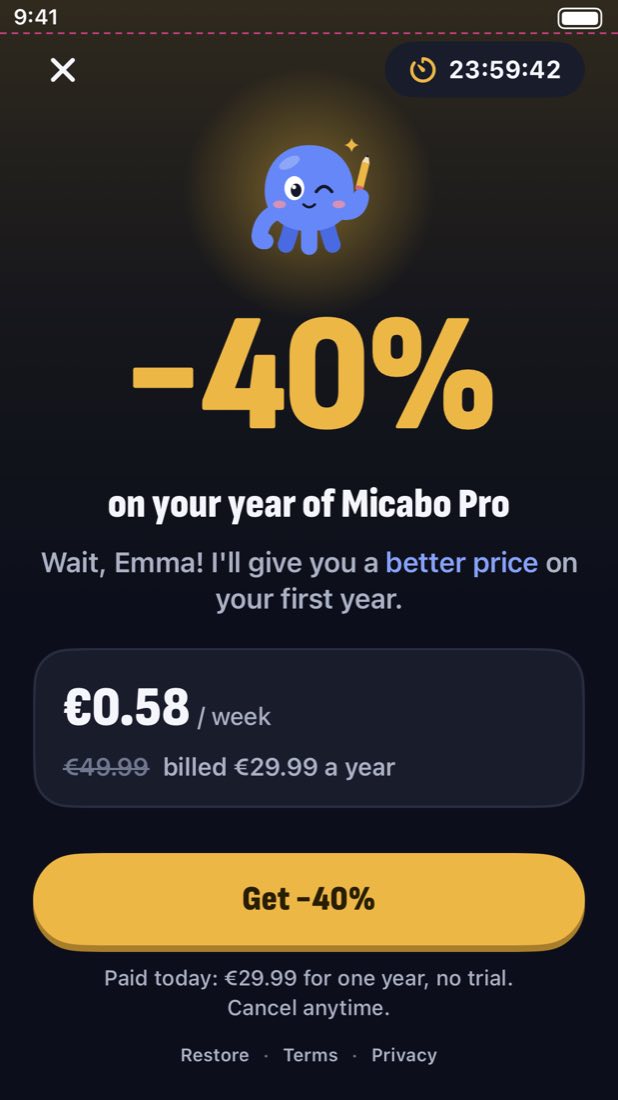 9:41
23:59:42
−40%
on your year of Micabo Pro
Wait, Emma! I'll give you a better price on
your first year.
€0.58 / week
€49.99 billed €29.99 a year
Get −40%
Paid today: €29.99 for one year, no trial.
Cancel anytime.
Restore · Terms · Privacy